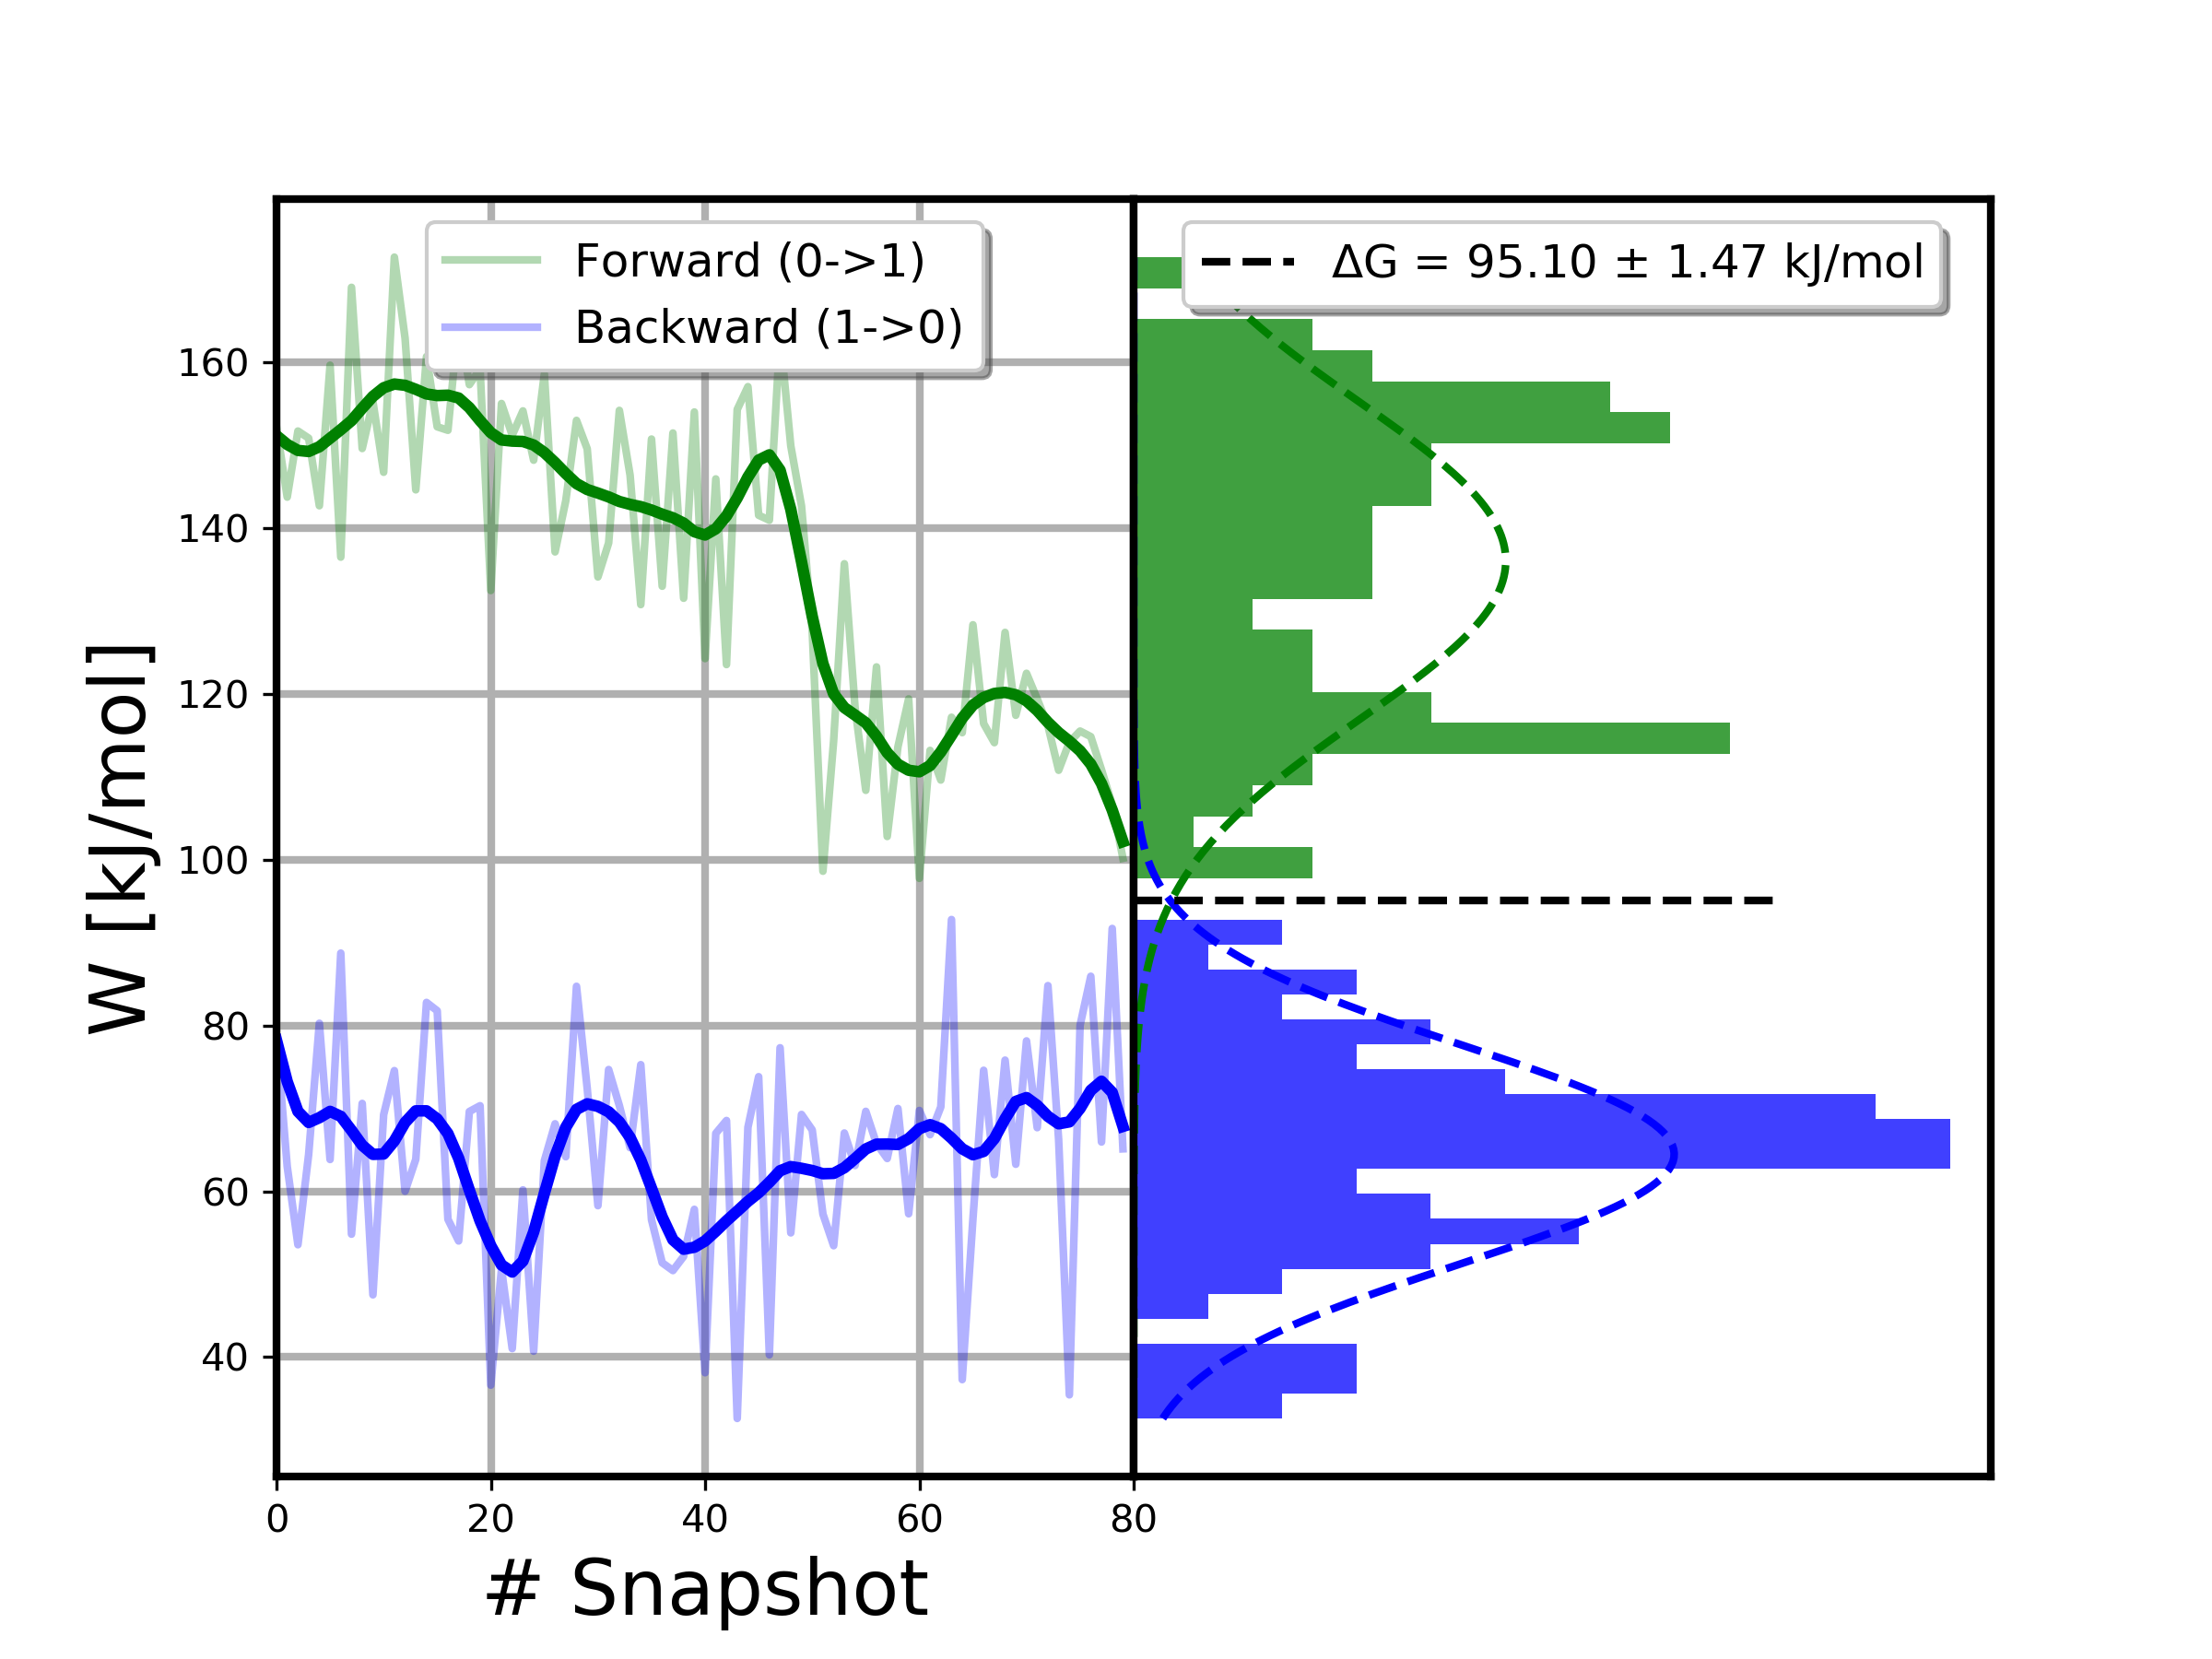 Forward (0->1)
Backward (1->0)
ΔG = 95.10 ± 1.47 kJ/mol
W [kJ/mol]
160
140
120
100
80
60
40
0 20 40 60 80
# Snapshot